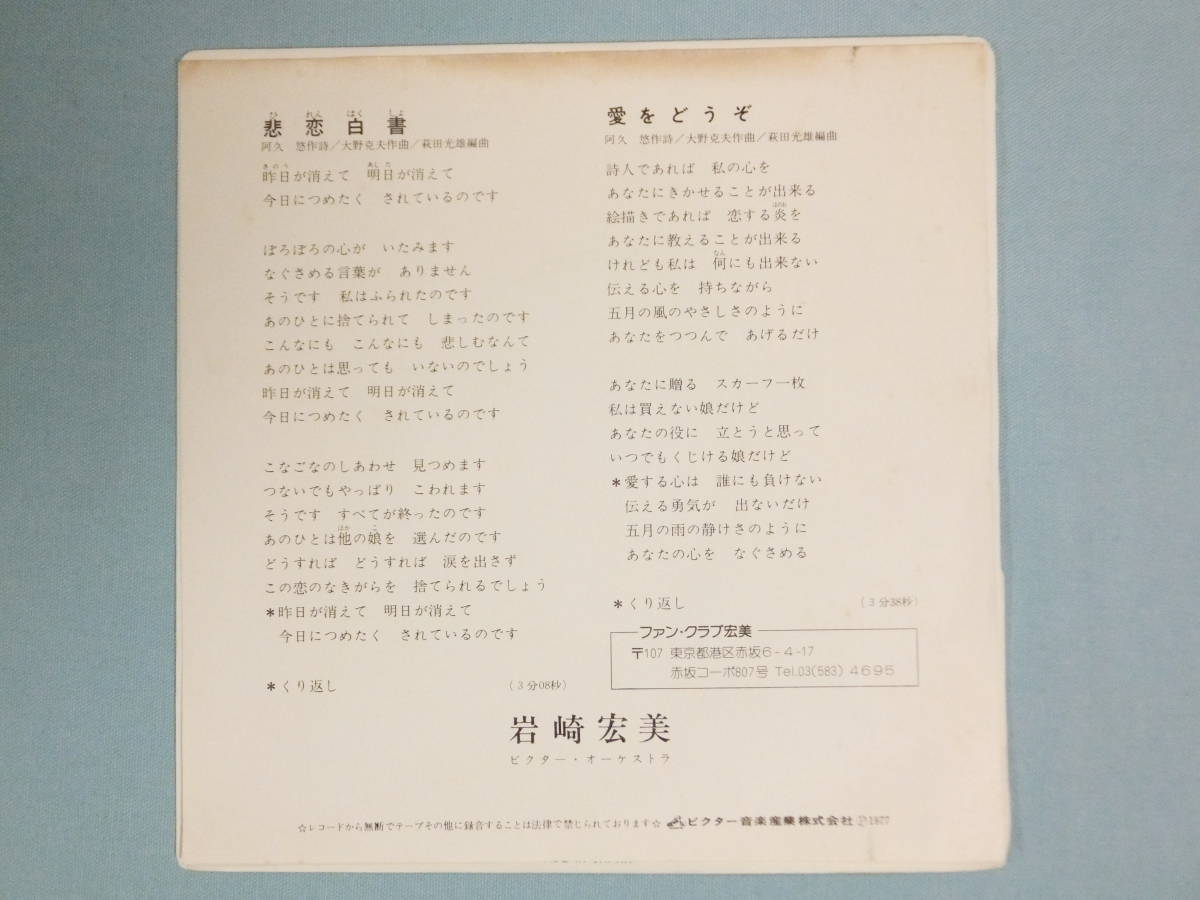 悲恋白書
阿久 悠作詩／大野克夫作曲／萩田光雄編曲
昨日が消えて 明日が消えて
今日につめたく されているのです
ぼろぼろの心が いたみます
なぐさめる言葉が ありません
そうです 私はふられたのです
あのひとに捨てられて しまったのです
こんなにも こんなにも 悲しむなんて
あのひとは思っても いないのでしょう
昨日が消えて 明日が消えて
今日につめたく されているのです
こなごなのしあわせ 見つめます
つないでもやっぱり こわれます
そうです すべてが終ったのです
あのひとは他の娘を 選んだのです
どうすれば どうすれば 涙を出さず
この恋のなきがらを 捨てられるでしょう
＊昨日が消えて 明日が消えて
今日につめたく されているのです
＊くり返し （3分08秒）
愛をどうぞ
阿久 悠作詩／大野克夫作曲／萩田光雄編曲
詩人であれば 私の心を
あなたにきかせることが出来る
絵描きであれば 恋する炎を
あなたに教えることが出来る
けれども私は 何にも出来ない
伝える心を 持ちながら
五月の風のやさしさのように
あなたをつつんで あげるだけ
あなたに贈る スカーフ一枚
私は買えない娘だけど
あなたの役に 立とうと思って
いつでもくじける娘だけど
＊愛する心は 誰にも負けない
伝える勇気が 出ないだけ
五月の雨の静けさのように
あなたの心を なぐさめる
＊くり返し （3分38秒）
ファン・クラブ宏美
〒107 東京都港区赤坂6-4-17
赤坂コーポ807号 Tel.03(583)4695
岩崎宏美
ビクター・オーケストラ
☆レコードから無断でテープその他に録音することは法律で禁じられております☆ ビクター音楽産業株式会社 Ⓟ1977